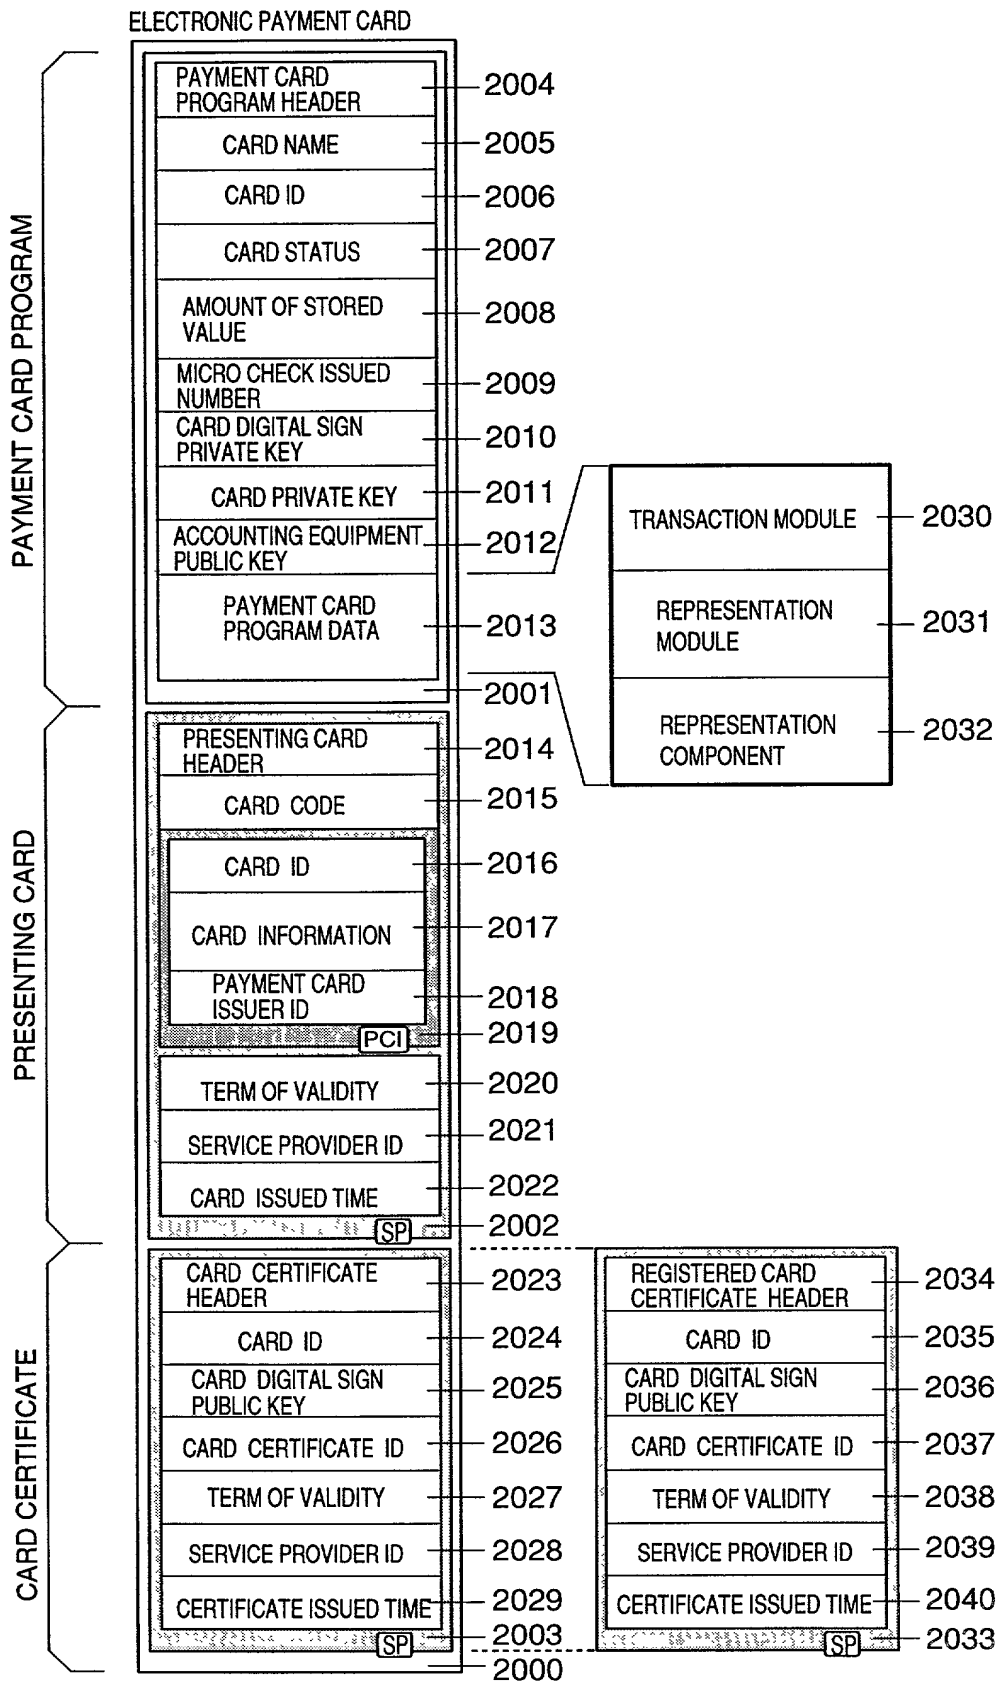 ELECTRONIC PAYMENT CARD
PAYMENT CARD PROGRAM
PAYMENT CARD
PROGRAM HEADER
2004
CARD NAME
2005
CARD ID
2006
CARD STATUS
2007
AMOUNT OF STORED
VALUE
2008
MICRO CHECK ISSUED
NUMBER
2009
CARD DIGITAL SIGN
PRIVATE KEY
2010
CARD PRIVATE KEY
2011
ACCOUNTING EQUIPMENT
PUBLIC KEY
2012
PAYMENT CARD
PROGRAM DATA
2013
2001
TRANSACTION MODULE
2030
REPRESENTATION
MODULE
2031
REPRESENTATION
COMPONENT
2032
PRESENTING CARD
PRESENTING CARD
HEADER
2014
CARD CODE
2015
CARD ID
2016
CARD INFORMATION
2017
PAYMENT CARD
ISSUER ID
2018
PCI
2019
TERM OF VALIDITY
2020
SERVICE PROVIDER ID
2021
CARD ISSUED TIME
2022
SP
2002
CARD CERTIFICATE
CARD CERTIFICATE
HEADER
2023
CARD ID
2024
CARD DIGITAL SIGN
PUBLIC KEY
2025
CARD CERTIFICATE ID
2026
TERM OF VALIDITY
2027
SERVICE PROVIDER ID
2028
CERTIFICATE ISSUED TIME
2029
SP
2003
2000
REGISTERED CARD
CERTIFICATE HEADER
2034
CARD ID
2035
CARD DIGITAL SIGN
PUBLIC KEY
2036
CARD CERTIFICATE ID
2037
TERM OF VALIDITY
2038
SERVICE PROVIDER ID
2039
CERTIFICATE ISSUED TIME
2040
SP
2033